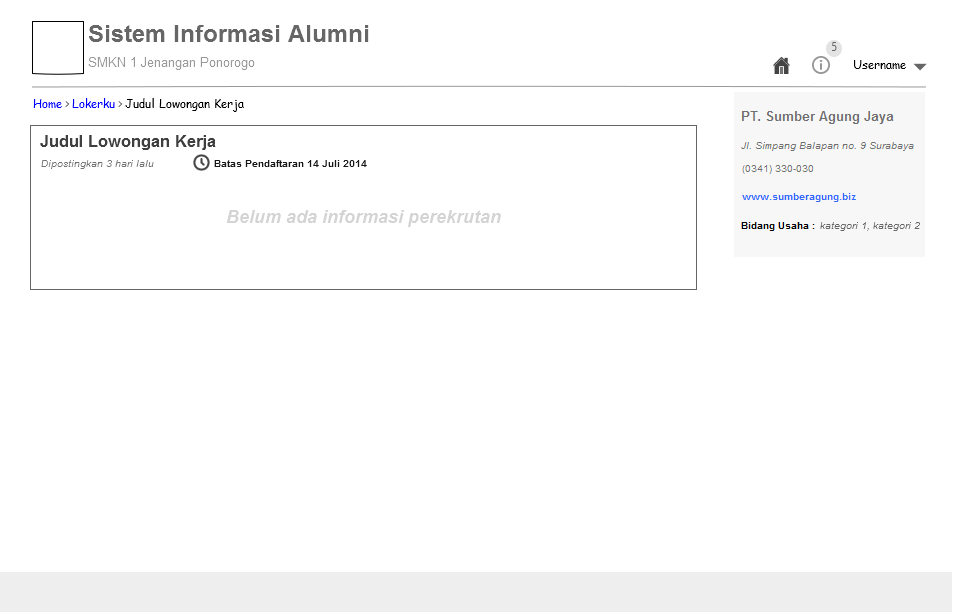 Sistem Informasi Alumni
SMKN 1 Jenangan Ponorogo
5
Username
Home > Lokerku > Judul Lowongan Kerja
Judul Lowongan Kerja
Dipostingkan 3 hari lalu
Batas Pendaftaran 14 Juli 2014
Belum ada informasi perekrutan
PT. Sumber Agung Jaya
Jl. Simpang Balapan no. 9 Surabaya
(0341) 330-030
www.sumberagung.biz
Bidang Usaha : kategori 1, kategori 2